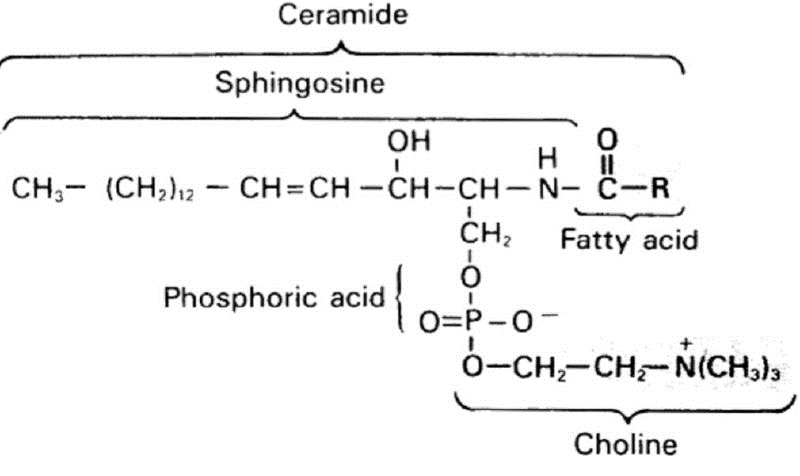 Ceramide
Sphingosine
OH
H
O
CH₃– (CH₂)₁₂ – CH=CH –CH–CH–N–C–R
CH₂
Fatty acid
O
Phosphoric acid
O=P–O⁻
O–CH₂–CH₂–N⁺(CH₃)₃
Choline